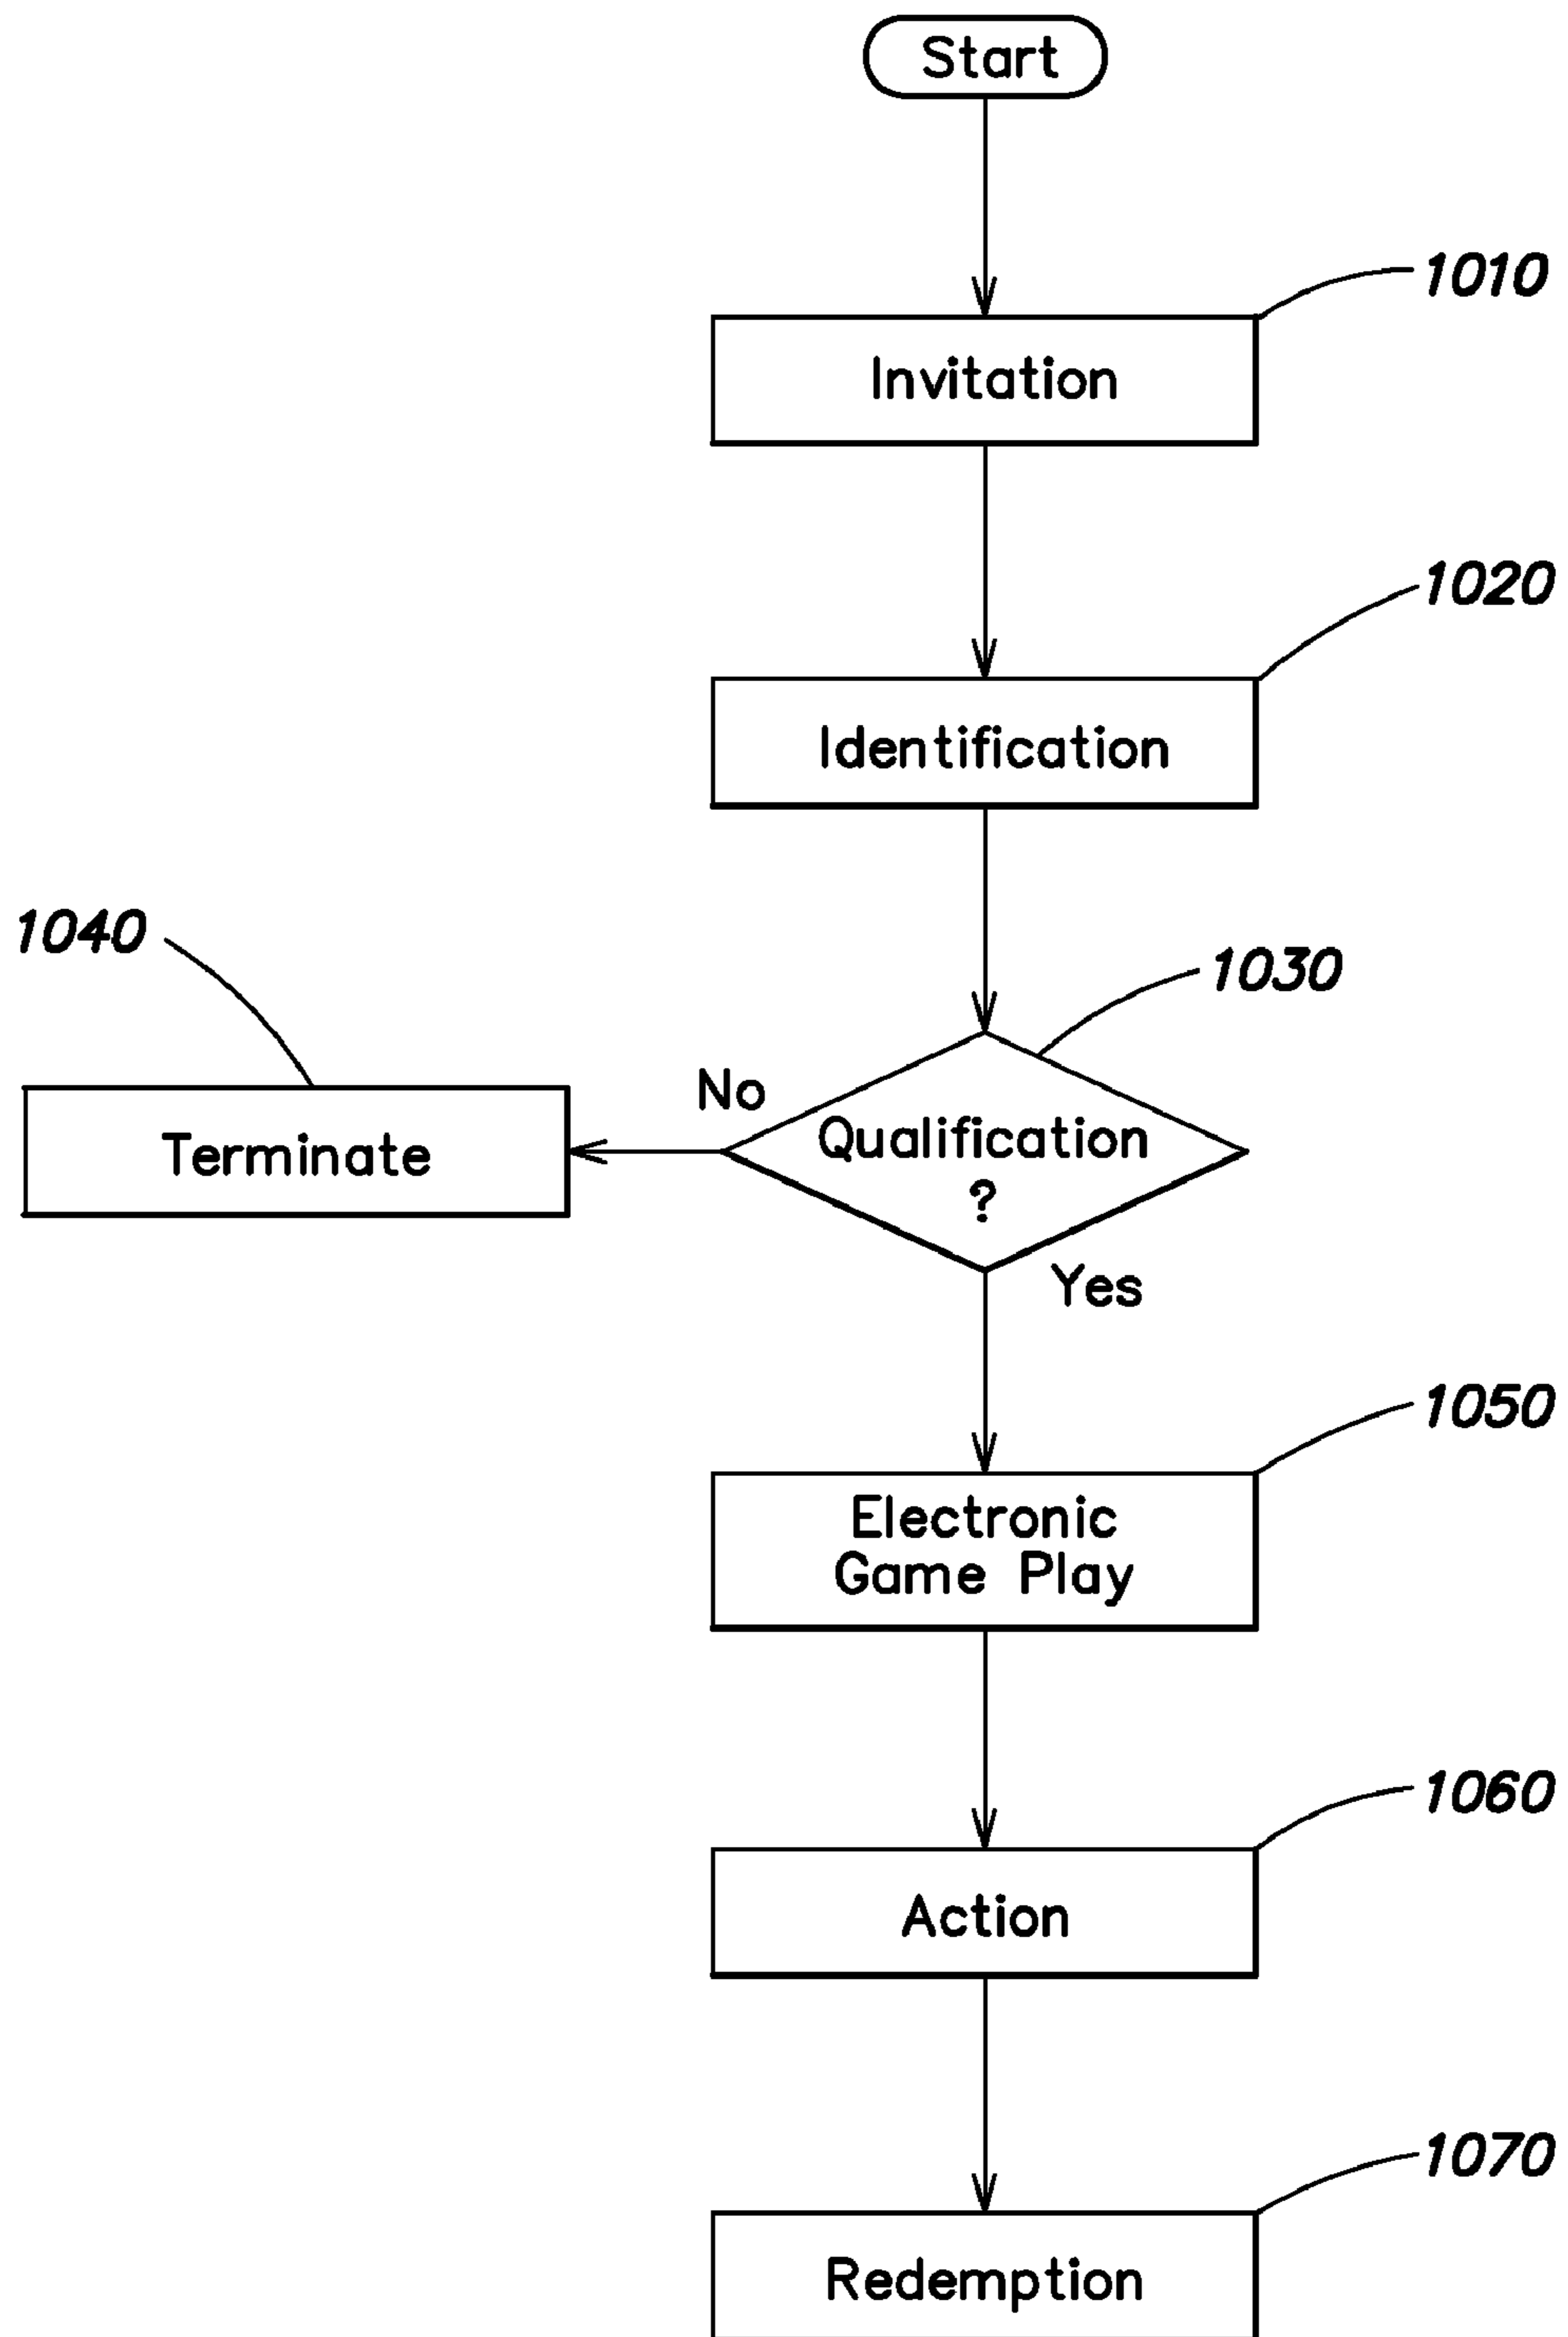 Start
1010
Invitation
1020
Identification
1040
1030
No
Qualification
?
Terminate
Yes
1050
Electronic
Game Play
1060
Action
1070
Redemption